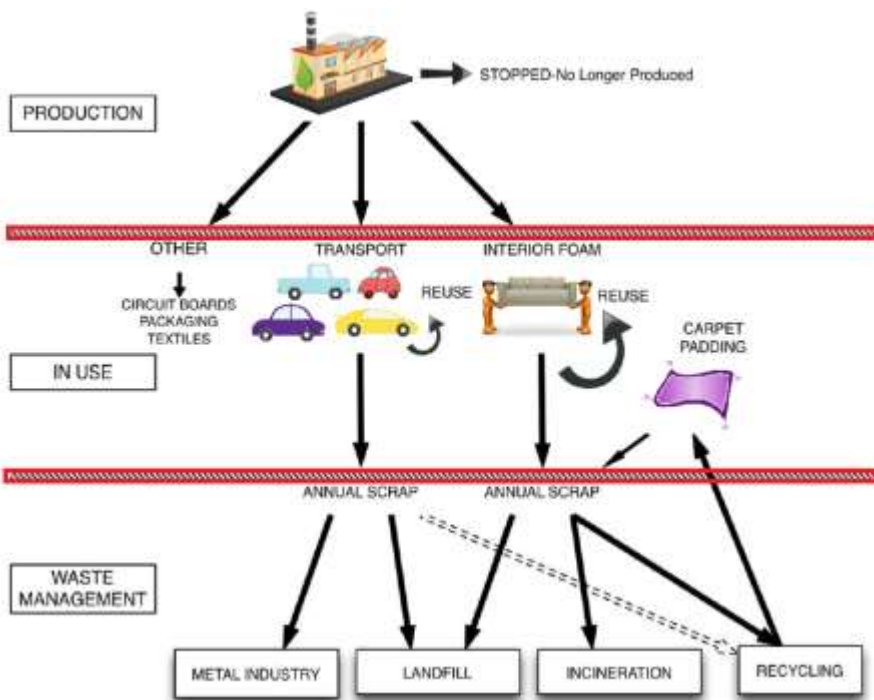 STOPPED-No Longer Produced
PRODUCTION
OTHER
TRANSPORT
INTERIOR FOAM
CIRCUIT BOARDS
PACKAGING
TEXTILES
REUSE
REUSE
CARPET
PADDING
IN USE
ANNUAL SCRAP
ANNUAL SCRAP
WASTE
MANAGEMENT
METAL INDUSTRY
LANDFILL
INCINERATION
RECYCLING